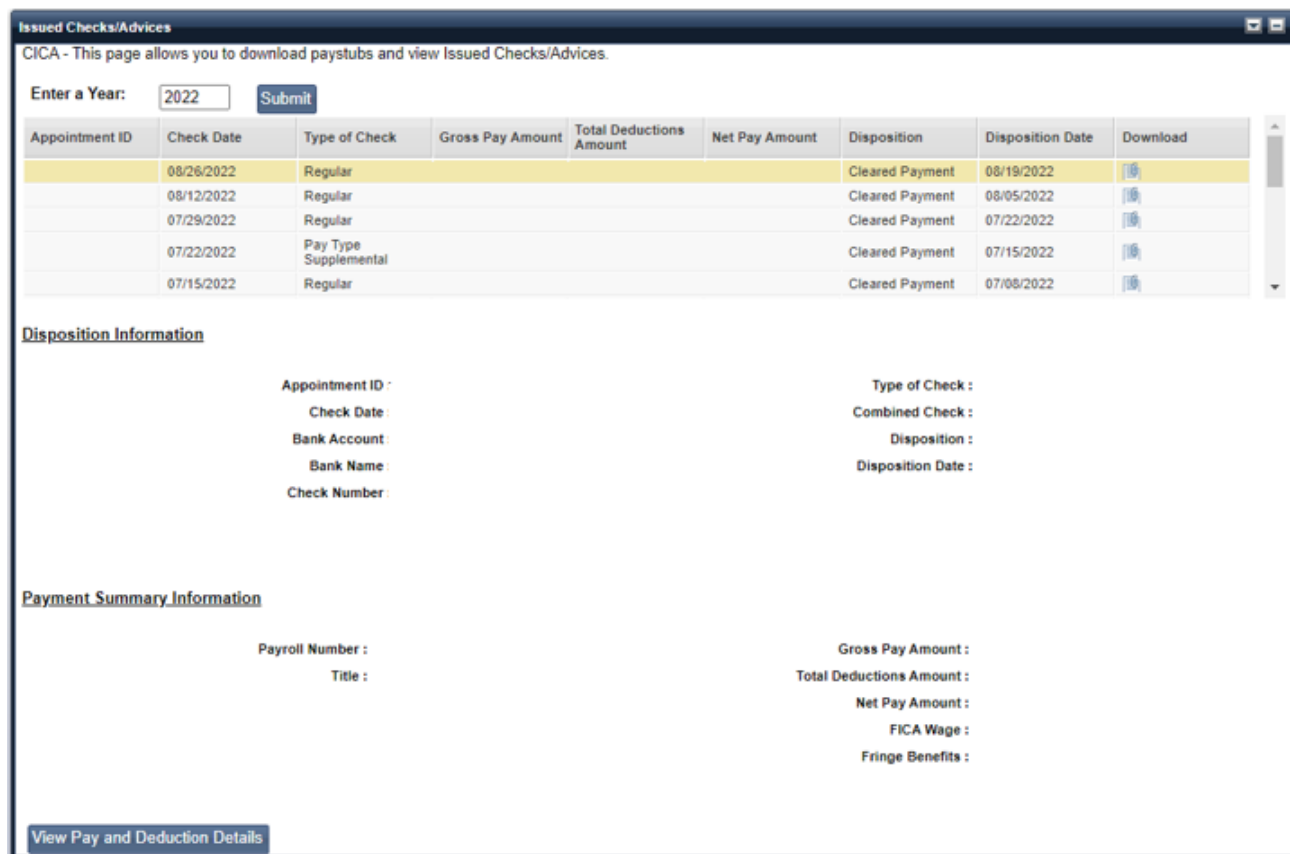 Issued Checks/Advices
CICA - This page allows you to download paystubs and view Issued Checks/Advices.
Enter a Year: 2022 Submit
Appointment ID Check Date Type of Check Gross Pay Amount Total Deductions Amount Net Pay Amount Disposition Disposition Date Download
08/26/2022 Regular Cleared Payment 08/19/2022
08/12/2022 Regular Cleared Payment 08/05/2022
07/29/2022 Regular Cleared Payment 07/22/2022
07/22/2022 Pay Type Supplemental Cleared Payment 07/15/2022
07/15/2022 Regular Cleared Payment 07/08/2022
Disposition Information
Appointment ID : Type of Check :
Check Date : Combined Check :
Bank Account Disposition :
Bank Name : Disposition Date :
Check Number :
Payment Summary Information
Payroll Number : Gross Pay Amount :
Title : Total Deductions Amount :
Net Pay Amount :
FICA Wage :
Fringe Benefits :
View Pay and Deduction Details